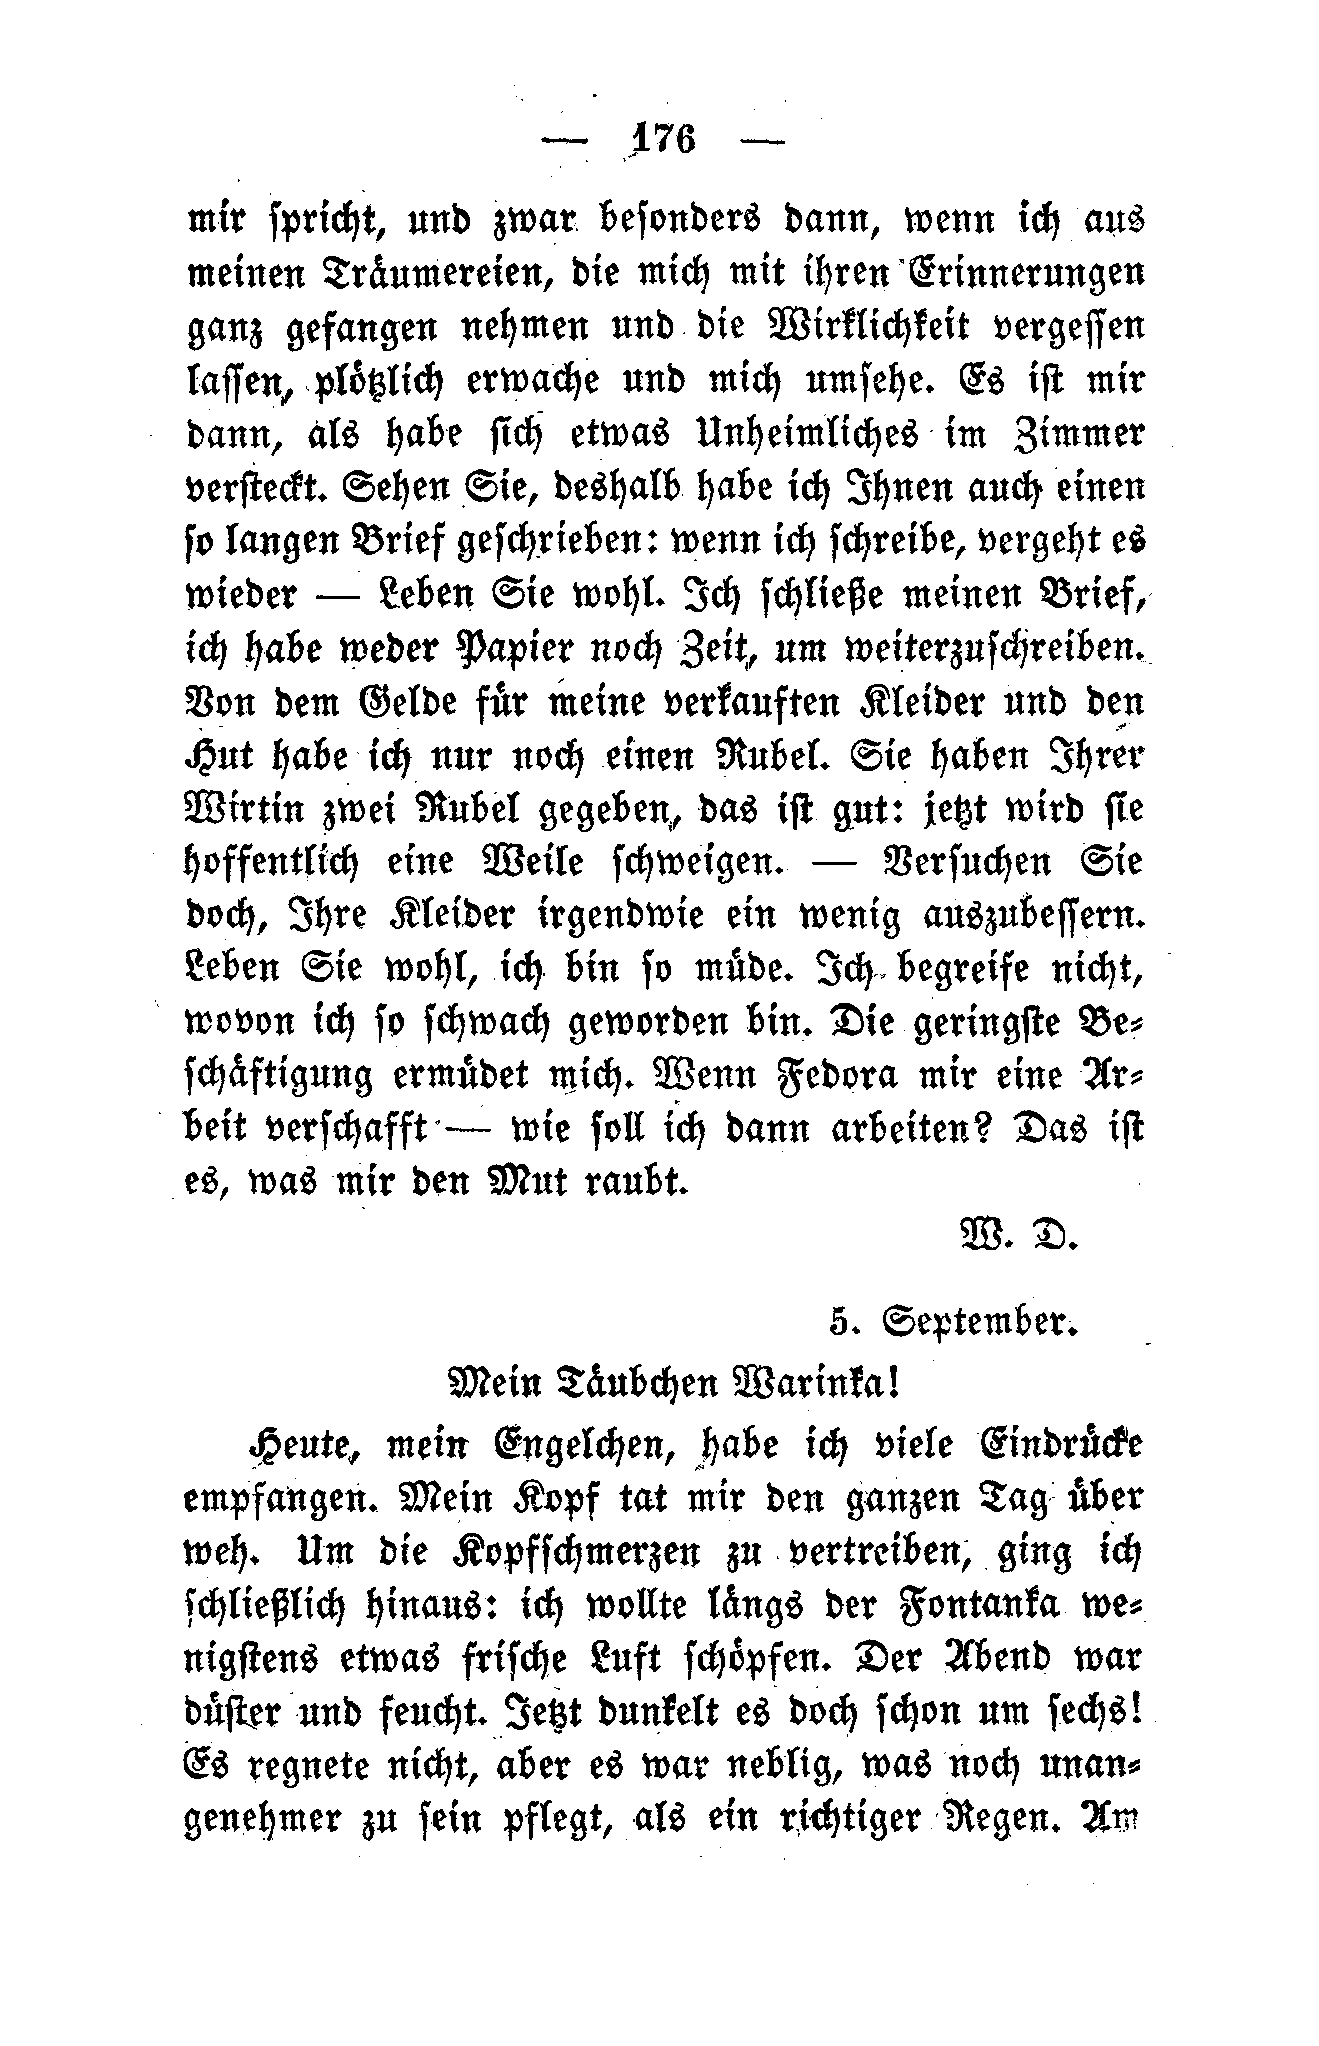 — 176 —
mir spricht, und zwar besonders dann, wenn ich aus
meinen Träumereien, die mich mit ihren Erinnerungen
ganz gefangen nehmen und die Wirklichkeit vergessen
lassen, plötzlich erwache und mich umsehe. Es ist mir
dann, als habe sich etwas Unheimliches im Zimmer
versteckt. Sehen Sie, deshalb habe ich Ihnen auch einen
so langen Brief geschrieben: wenn ich schreibe, vergeht es
wieder — Leben Sie wohl. Ich schließe meinen Brief,
ich habe weder Papier noch Zeit, um weiterzuschreiben.
Von dem Gelde für meine verkauften Kleider und den
Hut habe ich nur noch einen Rubel. Sie haben Ihrer
Wirtin zwei Rubel gegeben, das ist gut: jetzt wird sie
hoffentlich eine Weile schweigen. — Versuchen Sie
doch, Ihre Kleider irgendwie ein wenig auszubessern.
Leben Sie wohl, ich bin so müde. Ich begreife nicht,
wovon ich so schwach geworden bin. Die geringste Be-
schäftigung ermüdet mich. Wenn Fedora mir eine Ar-
beit verschafft — wie soll ich dann arbeiten? Das ist
es, was mir den Mut raubt.
W. D.
5. September.
Mein Täubchen Warinka!
Heute, mein Engelchen, habe ich viele Eindrücke
empfangen. Mein Kopf tat mir den ganzen Tag über
weh. Um die Kopfschmerzen zu vertreiben, ging ich
schließlich hinaus: ich wollte längs der Fontanka we-
nigstens etwas frische Luft schöpfen. Der Abend war
düster und feucht. Jetzt dunkelt es doch schon um sechs!
Es regnete nicht, aber es war neblig, was noch unan-
genehmer zu sein pflegt, als ein richtiger Regen. Am